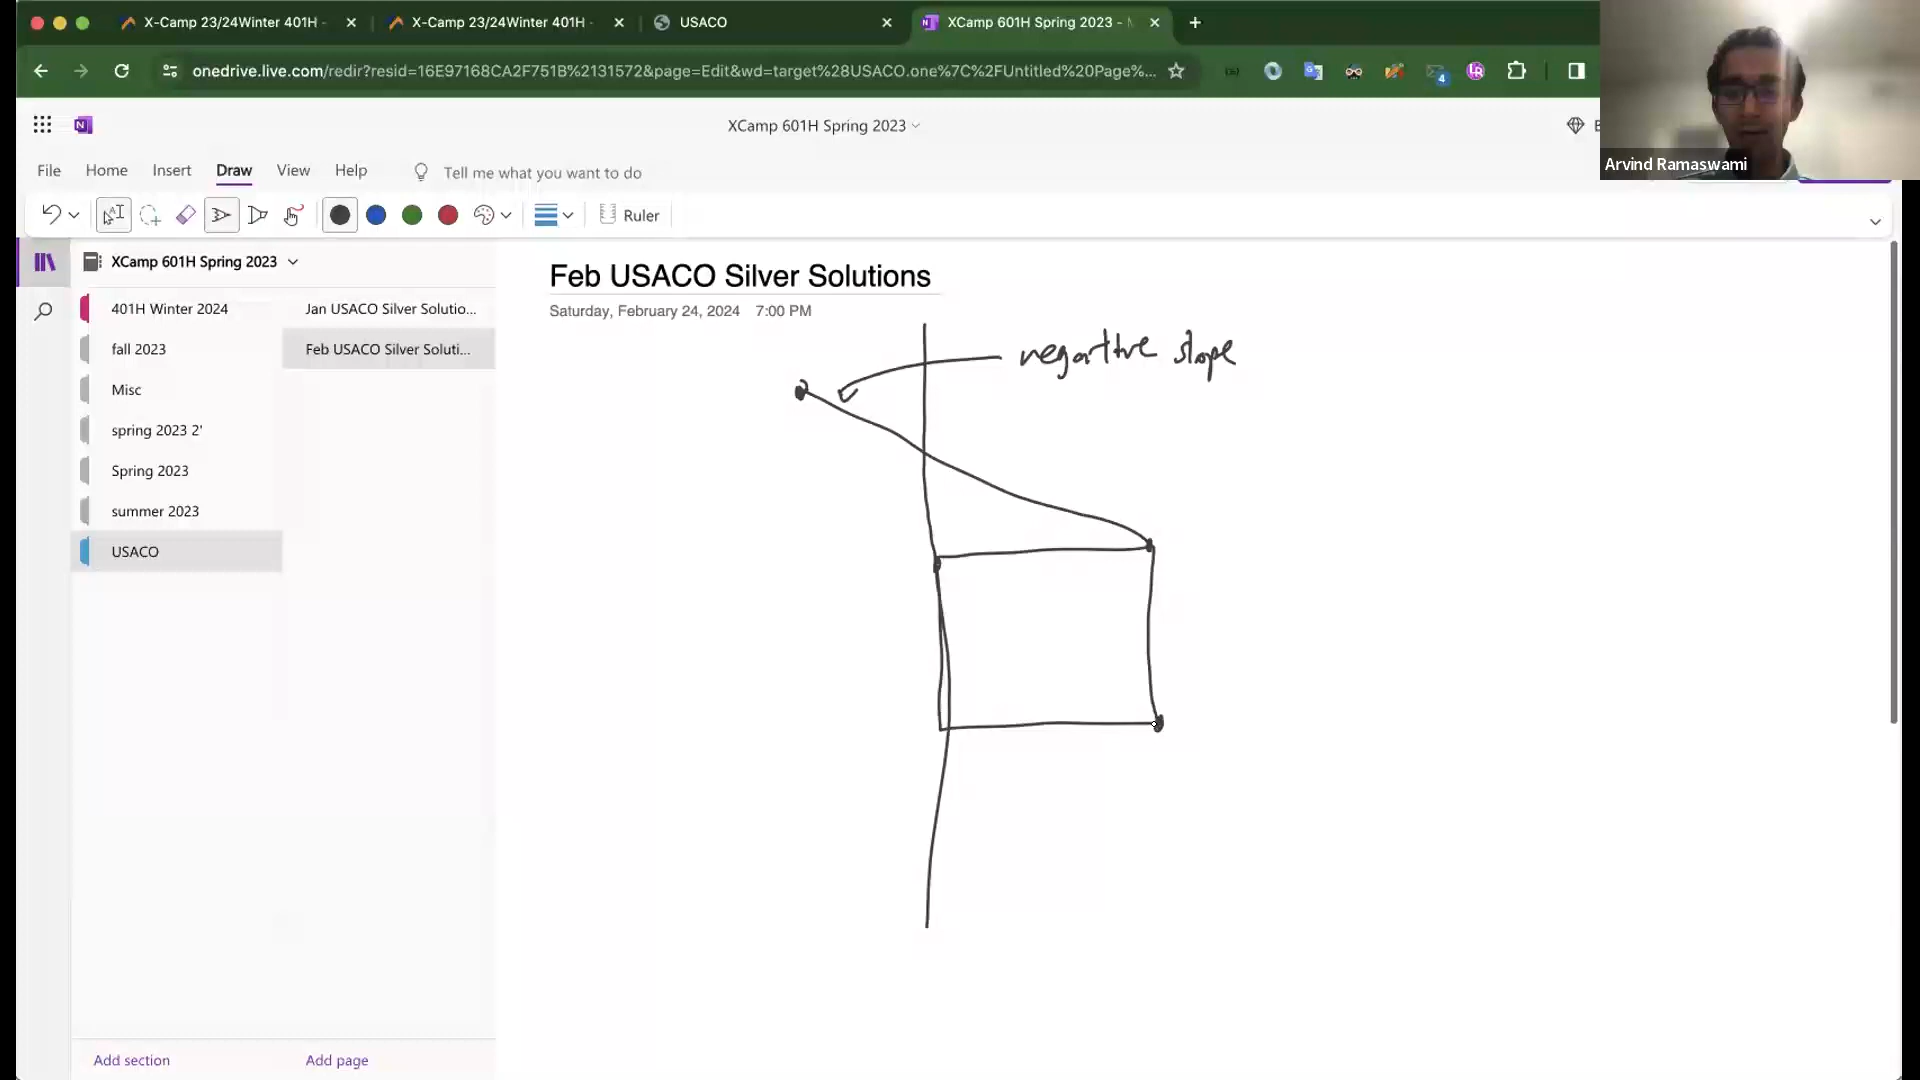 X-Camp 23/24Winter 401H -
X-Camp 23/24Winter 401H -
USACO
XCamp 601H Spring 2023 -
onedrive.live.com/redir?resid=16E97168CA2F751B%2131572&page=Edit&wd=target%28USACO.one%7C%2FUntitled%20Page%...
4
LR
N
XCamp 601H Spring 2023
Arvind Ramaswami
File
Home
Insert
Draw
View
Help
Tell me what you want to do
Ruler
XCamp 601H Spring 2023
401H Winter 2024
fall 2023
Misc
spring 2023 2'
Spring 2023
summer 2023
USACO
Jan USACO Silver Solutio...
Feb USACO Silver Soluti...
Feb USACO Silver Solutions
Saturday, February 24, 2024 7:00 PM
negative slope
Add section
Add page